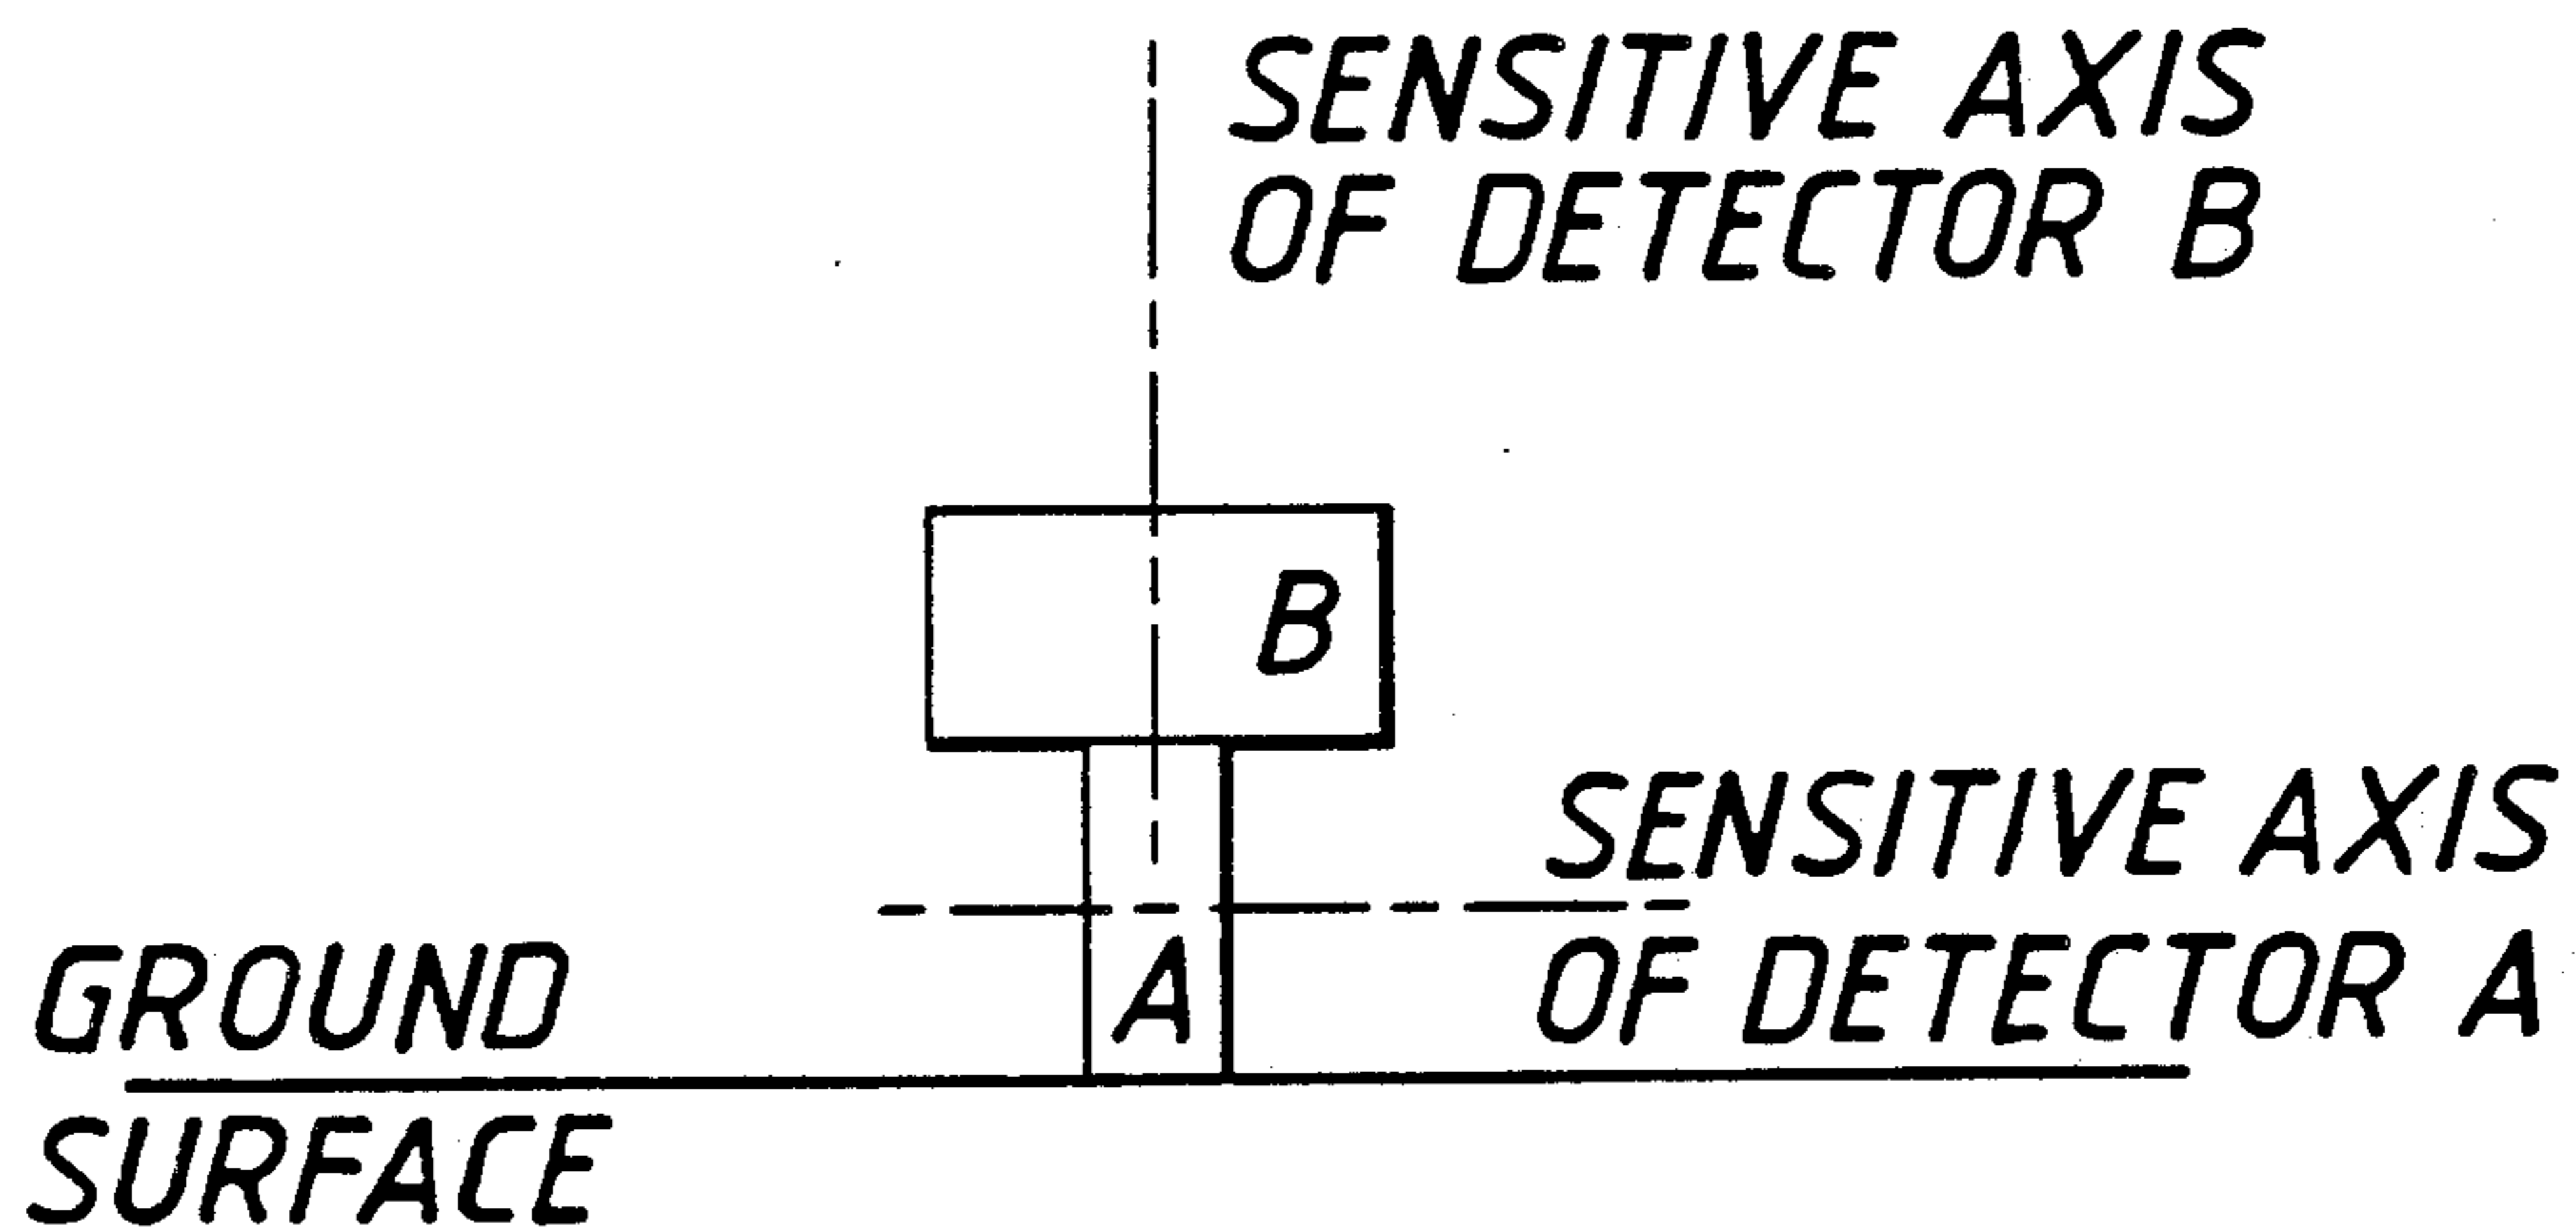 SENSITIVE AXIS
OF DETECTOR B
B
SENSITIVE AXIS
OF DETECTOR A
A
GROUND
SURFACE